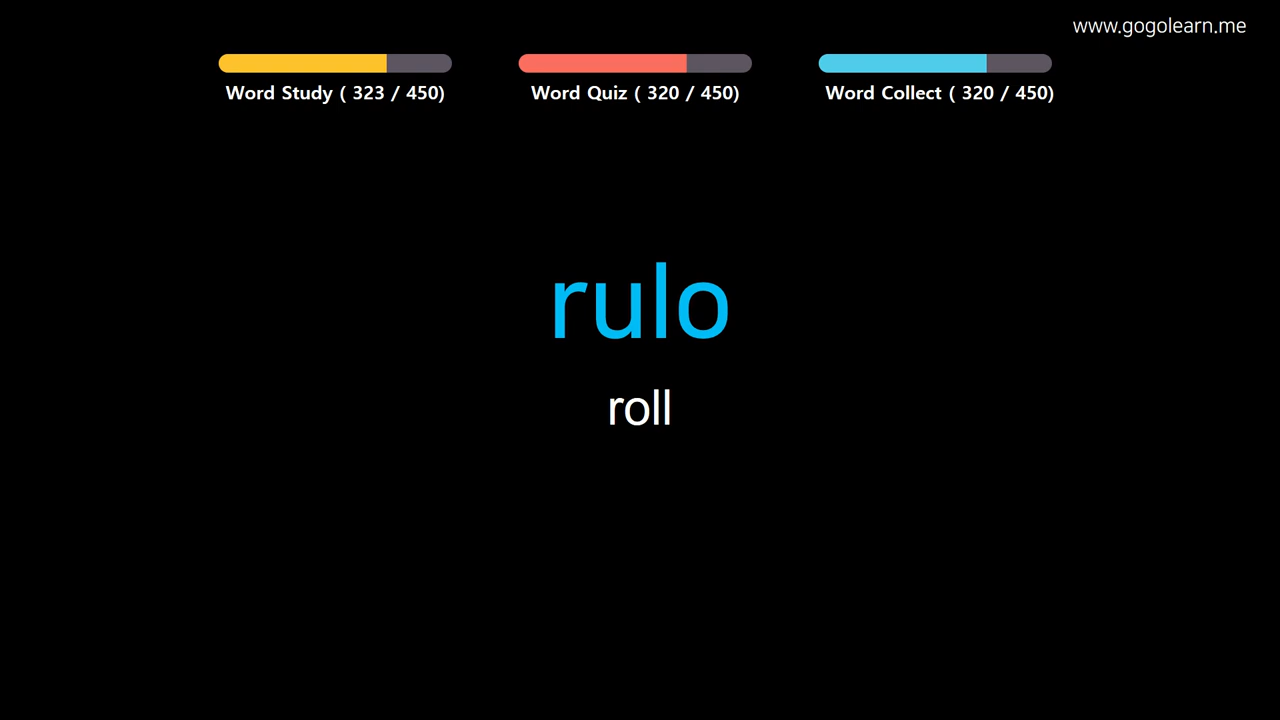 www.gogolearn.me
Word Study ( 323 / 450)
Word Quiz ( 320 / 450)
Word Collect ( 320 / 450)
rulo
roll